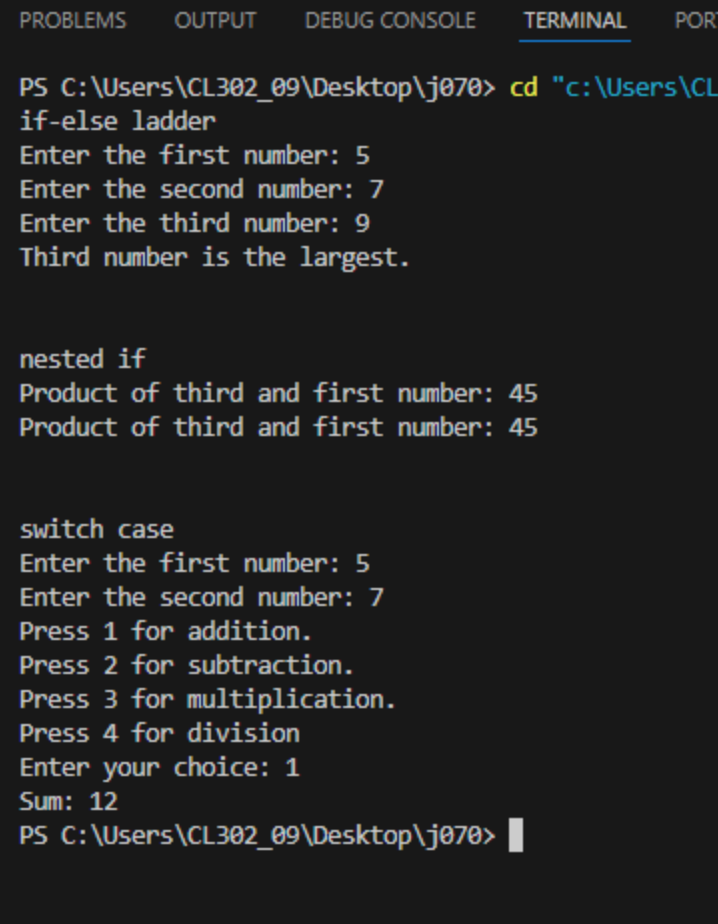 PROBLEMS OUTPUT DEBUG CONSOLE TERMINAL POR
PS C:\Users\CL302_09\Desktop\j070> cd "c:\Users\CL
if-else ladder
Enter the first number: 5
Enter the second number: 7
Enter the third number: 9
Third number is the largest.
nested if
Product of third and first number: 45
Product of third and first number: 45
switch case
Enter the first number: 5
Enter the second number: 7
Press 1 for addition.
Press 2 for subtraction.
Press 3 for multiplication.
Press 4 for division
Enter your choice: 1
Sum: 12
PS C:\Users\CL302_09\Desktop\j070>